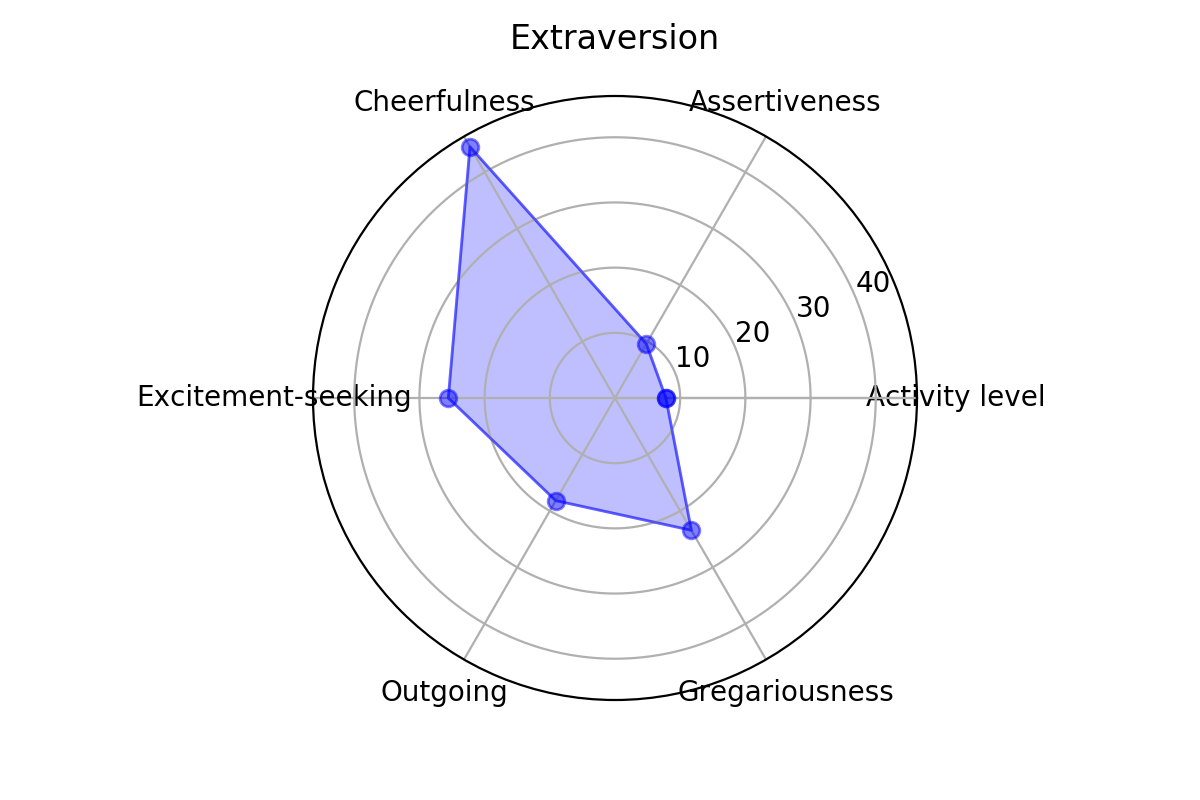 Extraversion
Cheerfulness
Assertiveness
40
30
20
10
Excitement-seeking
Activity level
Outgoing
Gregariousness